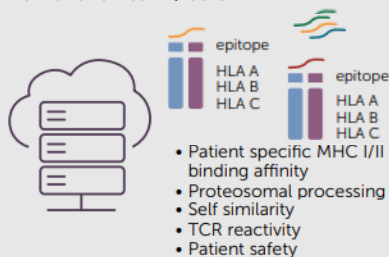 epitope
HLA A
HLA B
HLA C
epitope
HLA A
HLA B
HLA C
• Patient specific MHC I/II
binding affinity
• Proteosomal processing
• Self similarity
• TCR reactivity
• Patient safety